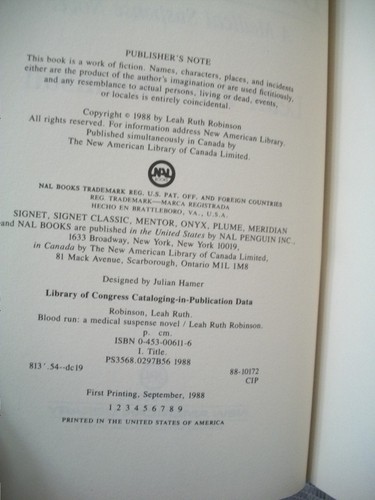 PUBLISHER'S NOTE
This book is a work of fiction. Names, characters, places, and incidents
either are the product of the author's imagination or are used fictitiously,
and any resemblance to actual persons, living or dead, events,
or locales is entirely coincidental.
Copyright © 1988 by Leah Ruth Robinson
All rights reserved. For information address New American Library.
Published simultaneously in Canada by
The New American Library of Canada Limited.
NAL
NAL BOOKS TRADEMARK REG. U.S. PAT. OFF. AND FOREIGN COUNTRIES
REG. TRADEMARK—MARCA REGISTRADA
HECHO EN BRATTLEBORO, VA., U.S.A.
SIGNET, SIGNET CLASSIC, MENTOR, ONYX, PLUME, MERIDIAN
and NAL BOOKS are published in the United States by NAL PENGUIN INC.,
1633 Broadway, New York, New York 10019,
in Canada by The New American Library of Canada Limited,
81 Mack Avenue, Scarborough, Ontario M1L 1M8
Designed by Julian Hamer
Library of Congress Cataloging-in-Publication Data
Robinson, Leah Ruth.
Blood run: a medical suspense novel / Leah Ruth Robinson.
p. cm.
ISBN 0-453-00611-6
I. Title.
PS3568.O297B56 1988
813'.54—dc19 88-10172
CIP
First Printing, September, 1988
1 2 3 4 5 6 7 8 9
PRINTED IN THE UNITED STATES OF AMERICA